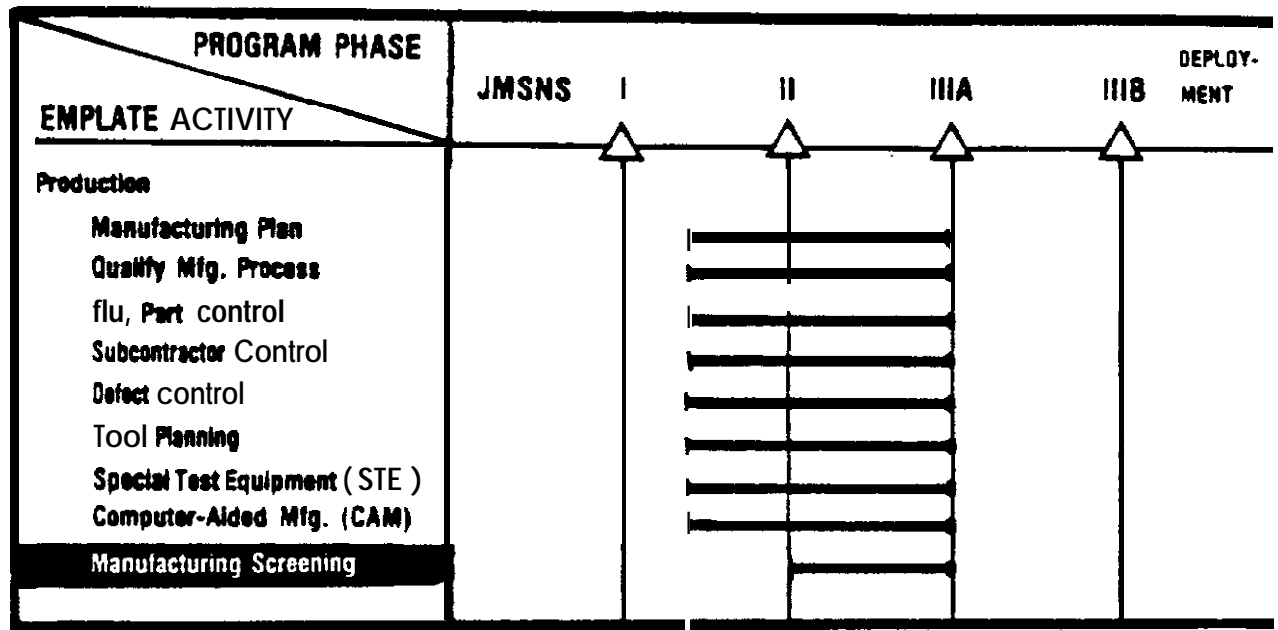 PROGRAM PHASE
EMPLATE ACTIVITY
JMSNS I II IIIA IIIB DEPLOY-
MENT
Production
Manufacturing Plan
Qualify Mfg. Process
flu, Part control
Subcontractor Control
Defect control
Tool Planning
Special Test Equipment ( STE )
Computer-Aided Mfg. (CAM)
Manufacturing Screening